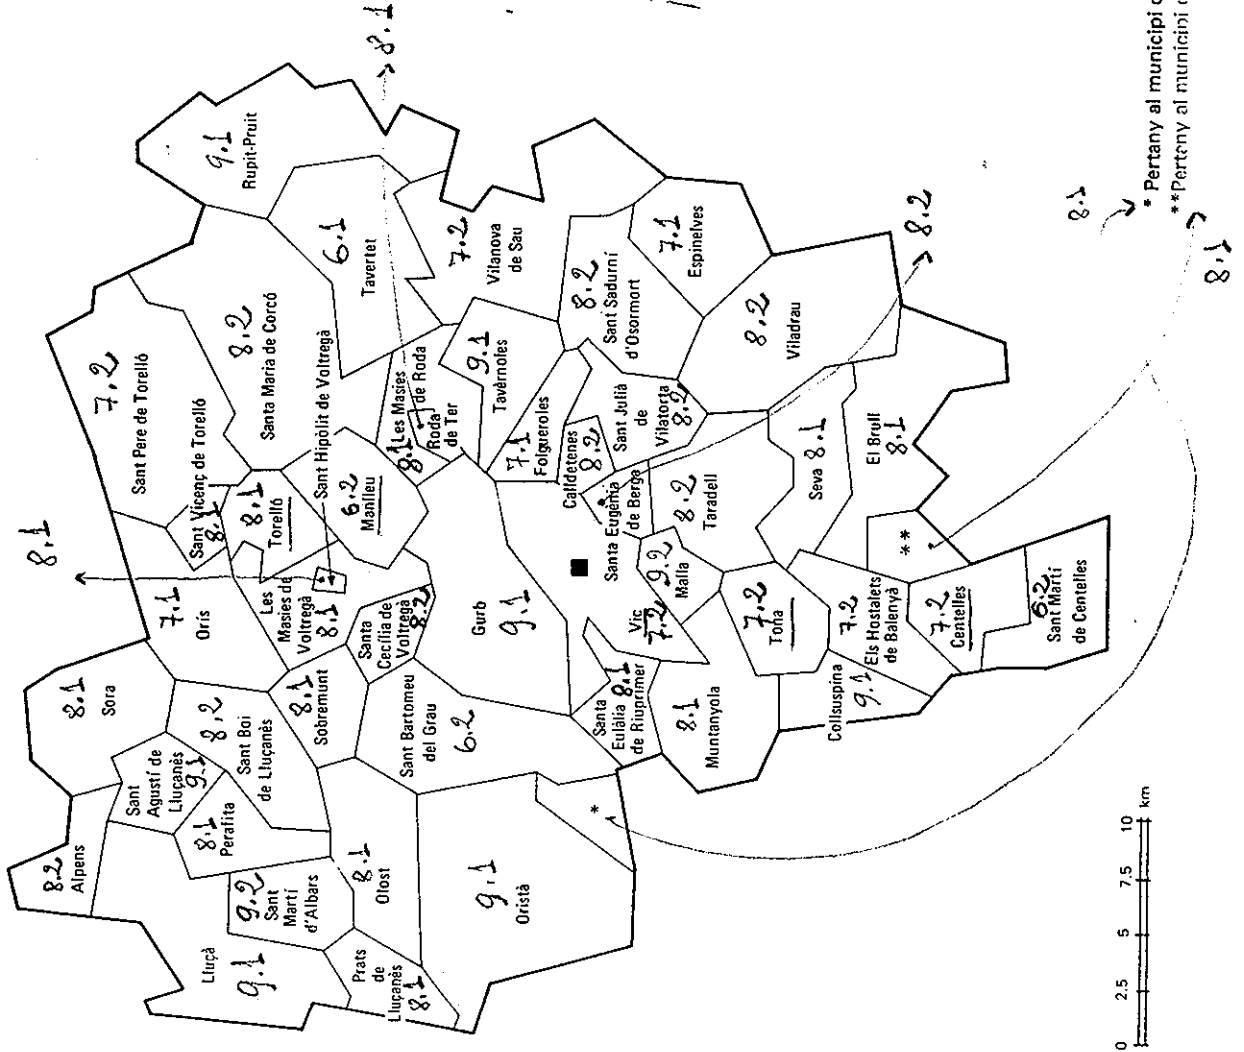 8.2
Alpens
8.1
Sora
Sant
Agustí de
Lluçanès
9.1
8.1
Perafita
8.2
Sant Boi
de Lluçanès
Lluçà
9.1
9.2
Sant
Martí
d'Albars
Prats
de
Lluçanès
8.1
8.1
Olost
9.1
Oristà
*
8.1
Sobremunt
Sant Bartomeu
del Grau
6.2
7.1
Orís
8.1
7.2
Sant Pere de Torelló
Sant Vicenç de Torelló
8.1
8.1
Torelló
Les
Masies de
Voltregà
8.1
*
Sant Hipòlit de Voltregà
Santa
Cecília de
Voltregà
8.2
6.2
Manlleu
8.2
Santa Maria de Corcó
9.1
Rupit-Pruit
6.1
Tavertet
8.1
8.1
Les Masies
de Roda
Roda
de Ter
9.1
Tavèrnoles
7.2
Vilanova
de Sau
7.1
Folgueroles
Gurb
9.1
Calldetenes
8.2
Sant Julià
de
Vilatorta
8.2
8.2
Sant Sadurní
d'Osormort
7.1
Espinelves
8.2
Viladrau
Santa Eugènia
de Berga
8.2
Vic
7.2
9.2
Malla
8.2
Taradell
Santa
Eulàlia
8.1
de Riuprimer
8.1
Muntanyola
7.2
Tona
Seva 8.1
El Brull
8.1
Collsuspina
9.1
7.2
Els Hostalets
de Balenyà
**
7.2
Centelles
6.2
Sant Martí
de Centelles
8.1
* Pertany al municipi
**Pertany al municipi
8.1
0 2.5 5 7.5 10 km